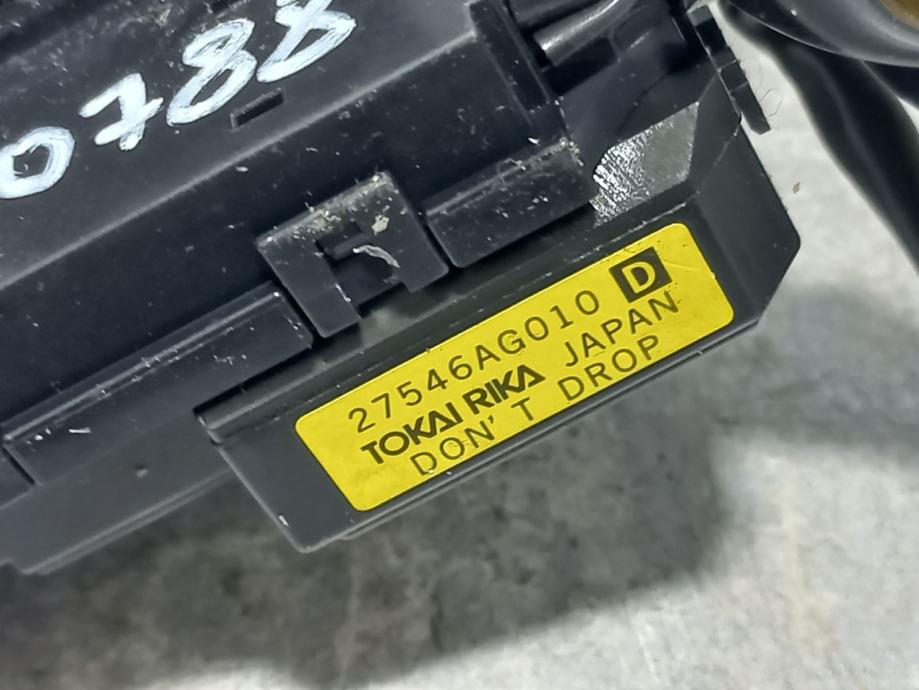 0788
27546AG010 D
TOKAI RIKA JAPAN
DON'T DROP